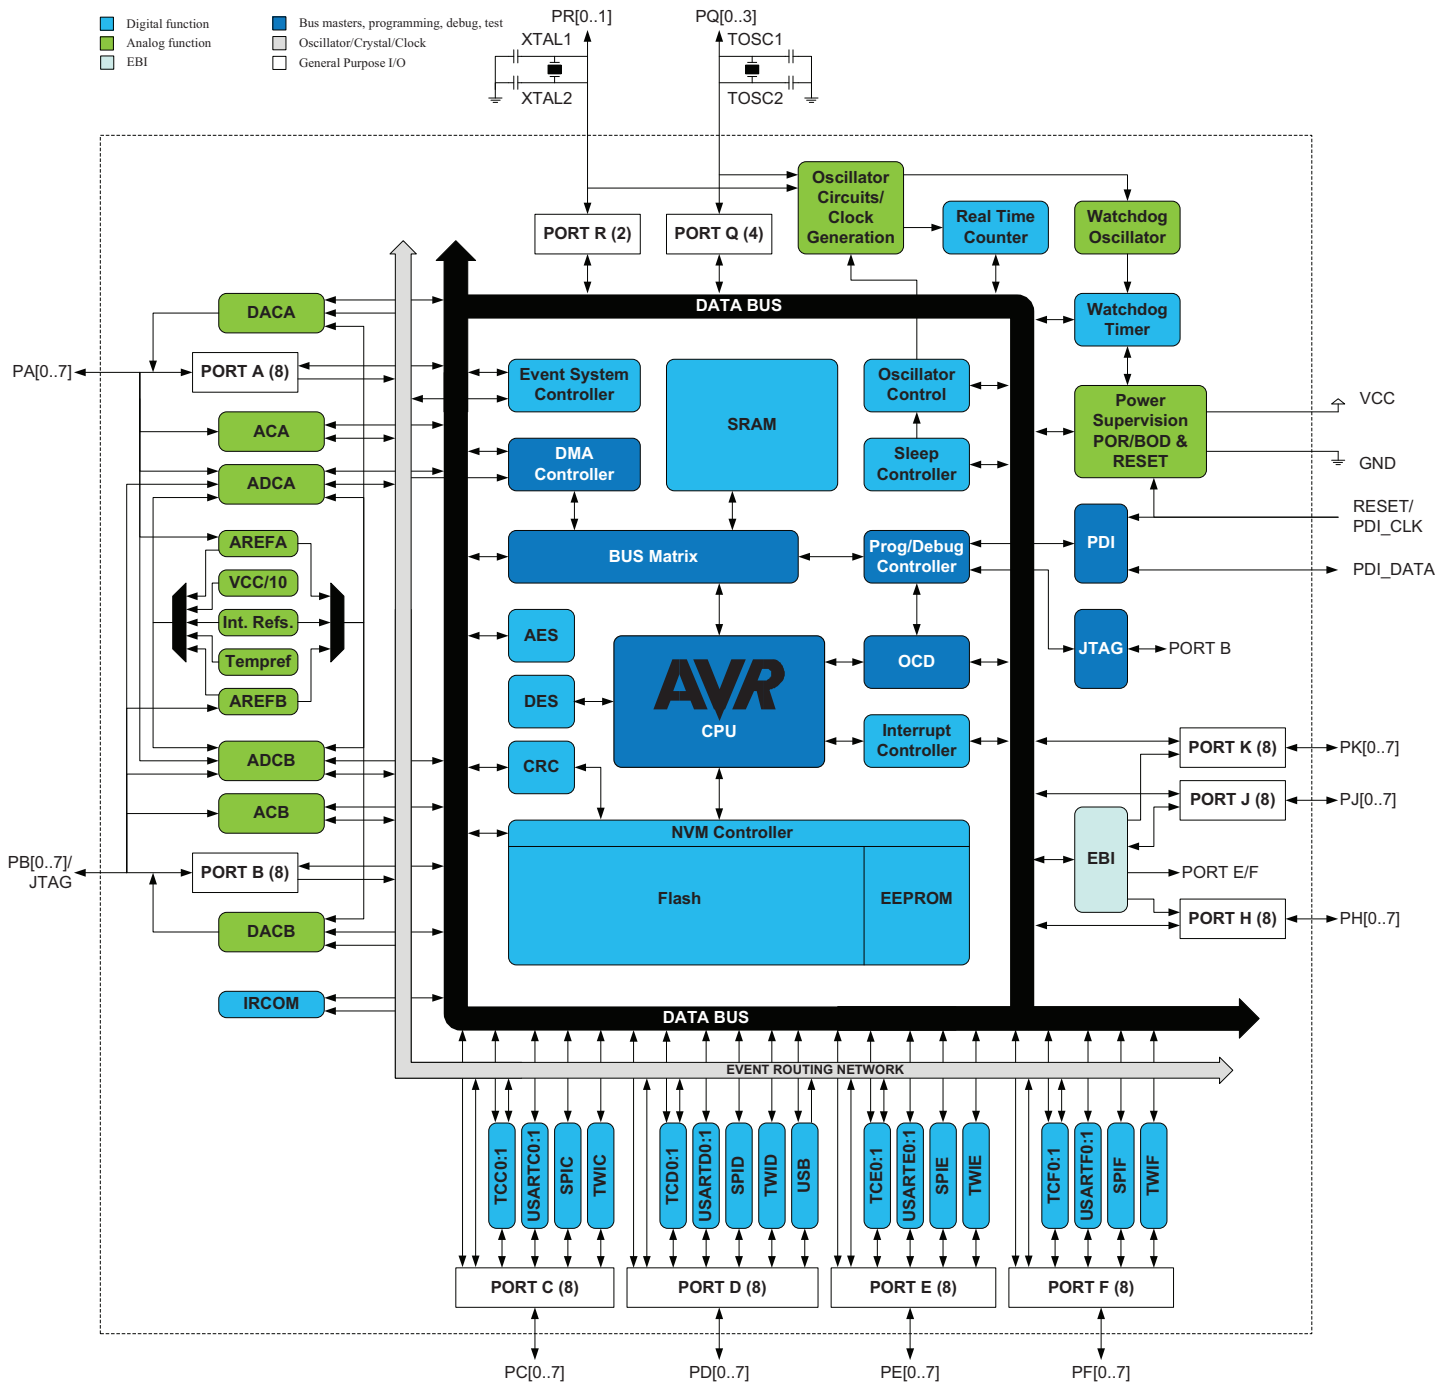 Digital function
Analog function
EBI
Bus masters, programming, debug, test
Oscillator/Crystal/Clock
General Purpose I/O
PR[0..1]
XTAL1
XTAL2
PQ[0..3]
TOSC1
TOSC2
PORT R (2)
PORT Q (4)
Oscillator
Circuits/
Clock
Generation
Real Time
Counter
Watchdog
Oscillator
Watchdog
Timer
DATA BUS
DACA
PA[0..7]
PORT A (8)
ACA
ADCA
AREFA
VCC/10
Int. Refs.
Tempref
AREFB
ADCB
ACB
PB[0..7]/
JTAG
PORT B (8)
DACB
IRCOM
Event System
Controller
SRAM
Oscillator
Control
DMA
Controller
Sleep
Controller
BUS Matrix
Prog/Debug
Controller
AES
DES
CRC
AVR
CPU
OCD
Interrupt
Controller
NVM Controller
Flash
EEPROM
Power
Supervision
POR/BOD &
RESET
VCC
GND
RESET/
PDI_CLK
PDI
PDI_DATA
JTAG
PORT B
PORT K (8)
PK[0..7]
PORT J (8)
PJ[0..7]
EBI
PORT E/F
PORT H (8)
PH[0..7]
DATA BUS
EVENT ROUTING NETWORK
TCC0:1
USARTC0:1
SPIC
TWIC
TCD0:1
USARTD0:1
SPID
TWID
USB
TCE0:1
USARTE0:1
SPIE
TWIE
TCF0:1
USARTF0:1
SPIF
TWIF
PORT C (8)
PORT D (8)
PORT E (8)
PORT F (8)
PC[0..7]
PD[0..7]
PE[0..7]
PF[0..7]